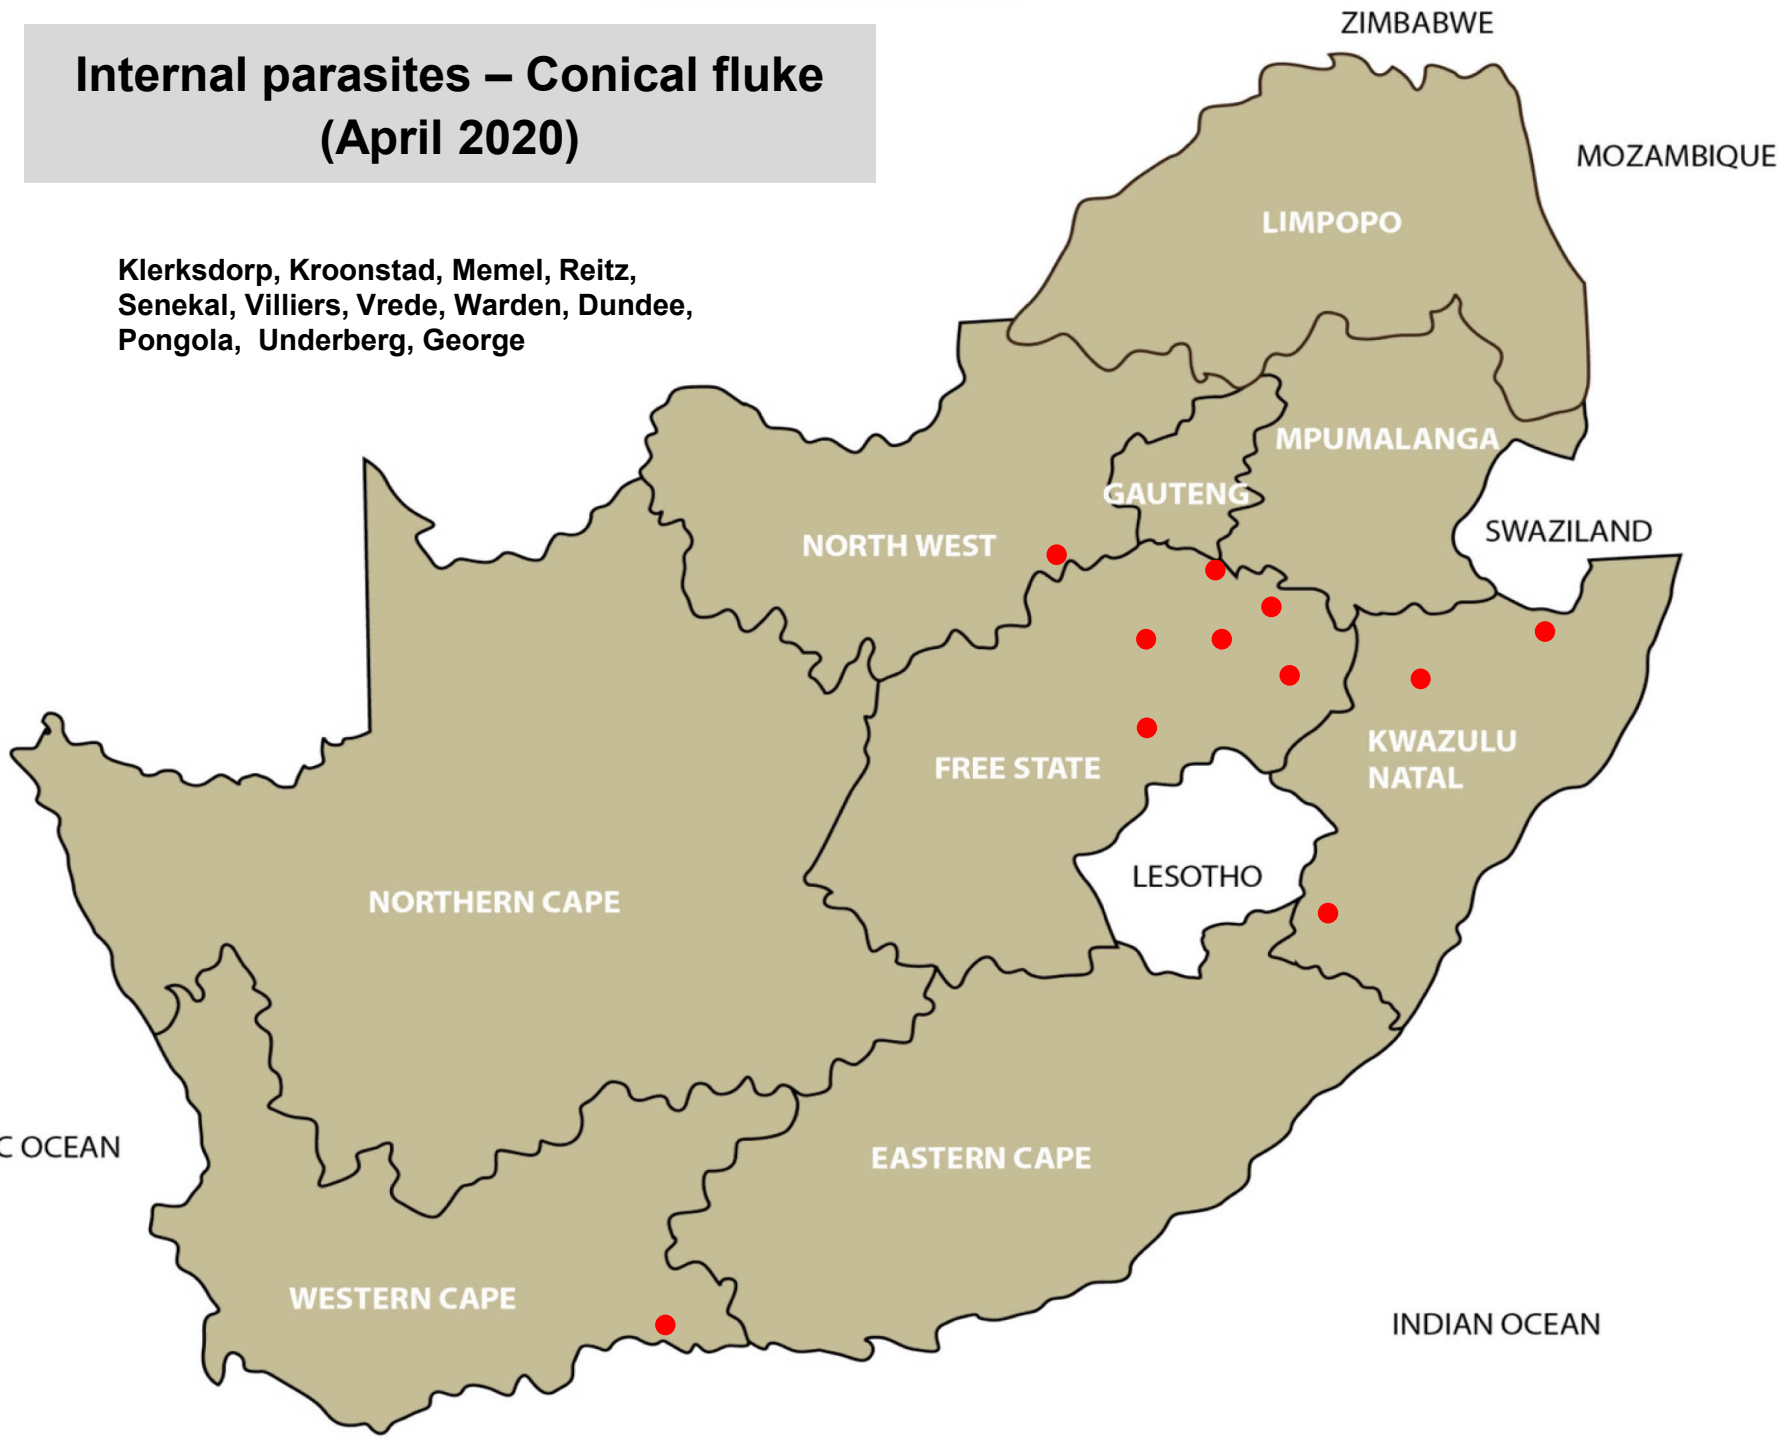 Internal parasites – Conical fluke
(April 2020)
Klerksdorp, Kroonstad, Memel, Reitz,
Senekal, Villiers, Vrede, Warden, Dundee,
Pongola,  Underberg, George
ZIMBABWE
MOZAMBIQUE
LIMPOPO
MPUMALANGA
GAUTENG
SWAZILAND
NORTH WEST
KWAZULU
NATAL
FREE STATE
LESOTHO
NORTHERN CAPE
C OCEAN
EASTERN CAPE
WESTERN CAPE
INDIAN OCEAN